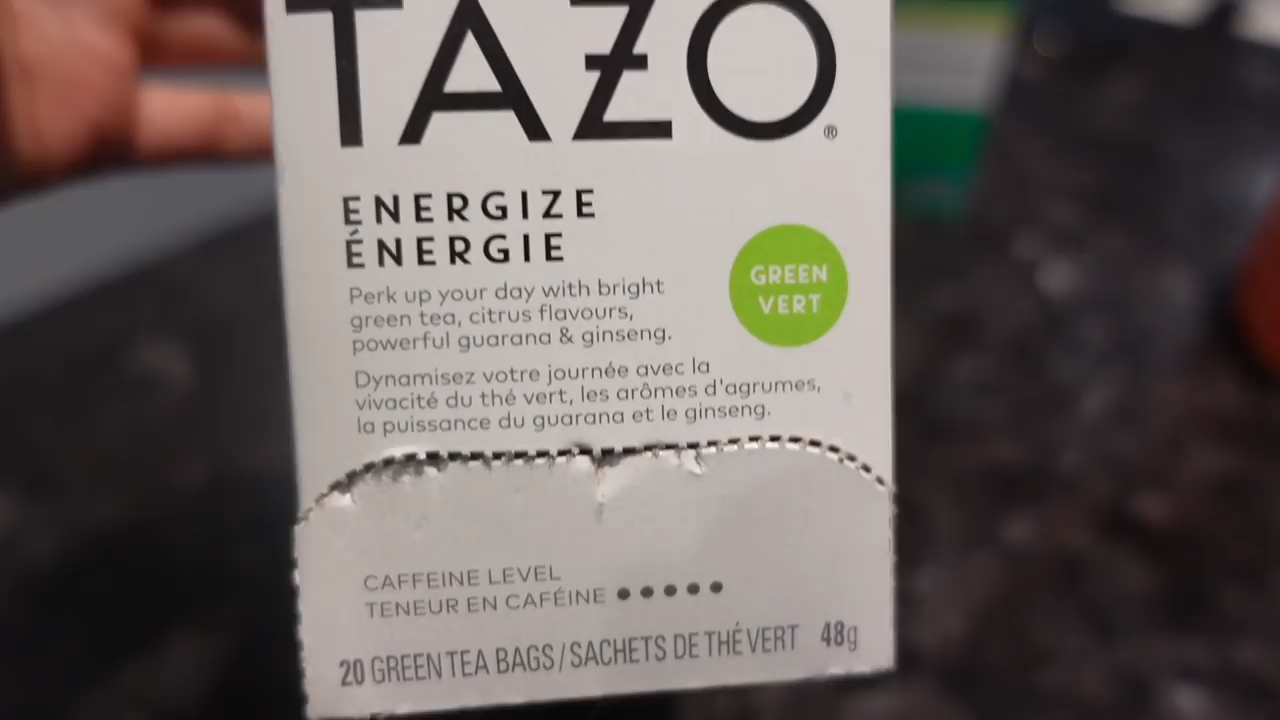 TAZO®
ENERGIZE
ÉNERGIE
Perk up your day with bright
green tea, citrus flavours,
powerful guarana & ginseng.
GREEN
VERT
Dynamisez votre journée avec la
vivacité du thé vert, les arômes d'agrumes,
la puissance du guarana et le ginseng.
CAFFEINE LEVEL
TENEUR EN CAFÉINE •••••
20 GREEN TEA BAGS/SACHETS DE THÉ VERT 48g